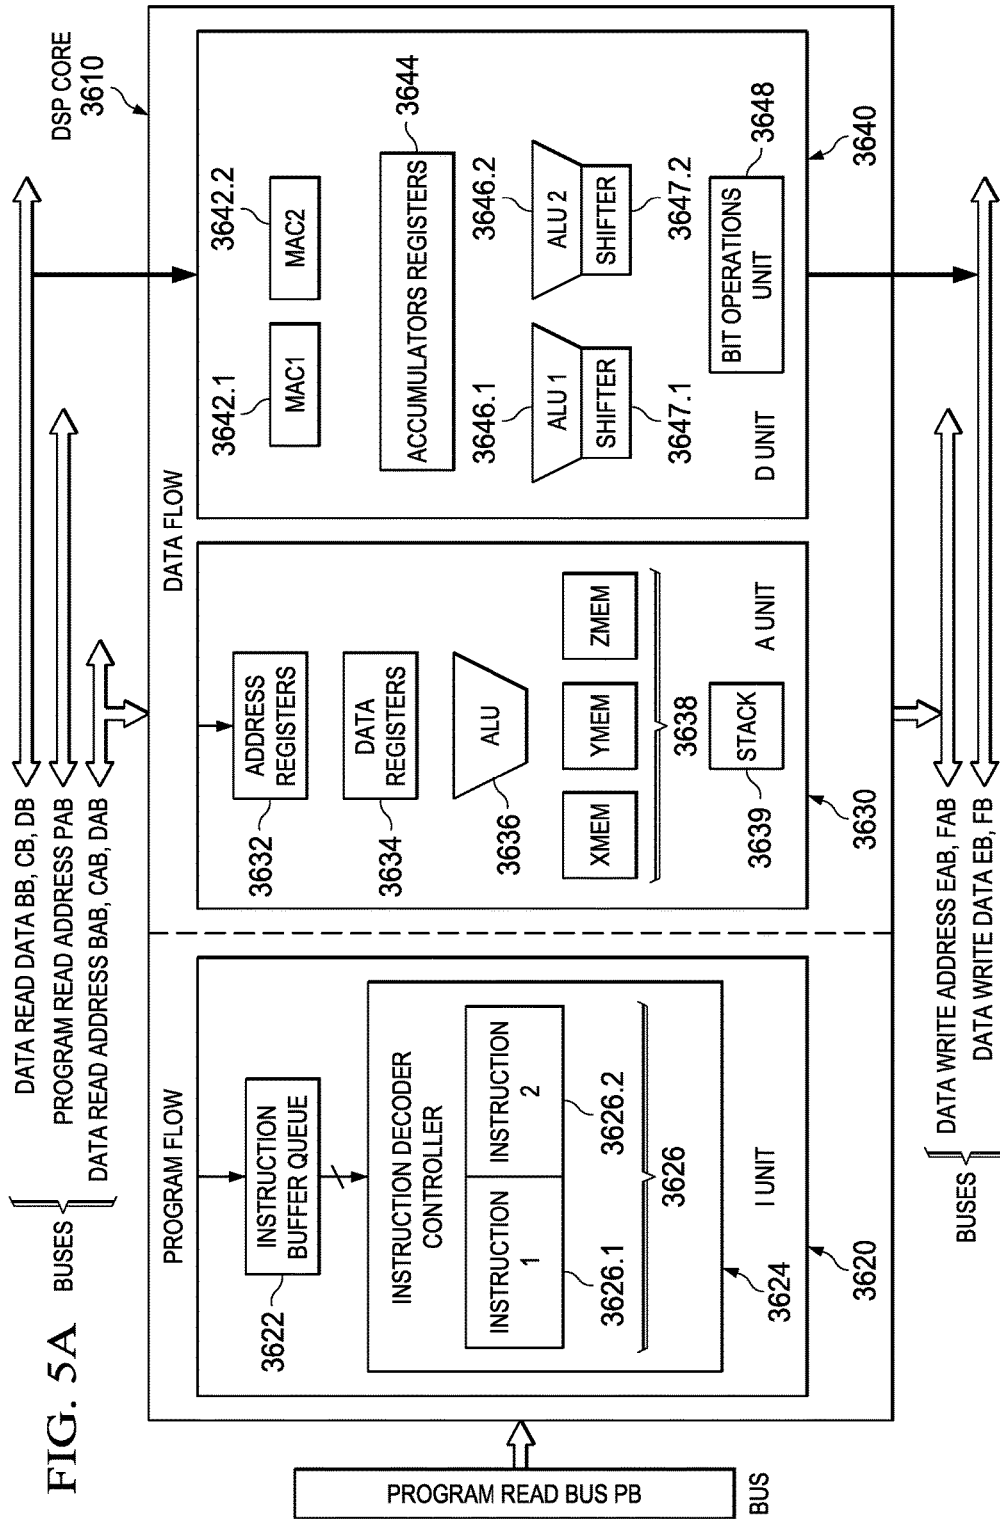 FIG. 5A
BUSES
DATA READ DATA BB, CB, DB
PROGRAM READ ADDRESS PAB
DATA READ ADDRESS BAB, CAB, DAB
DSP CORE
3610
PROGRAM READ BUS PB
BUS
PROGRAM FLOW
DATA FLOW
3622
INSTRUCTION
BUFFER QUEUE
INSTRUCTION DECODER
CONTROLLER
INSTRUCTION
1
INSTRUCTION
2
3626.1
3626.2
3626
3624
I UNIT
3620
3632
ADDRESS
REGISTERS
3634
DATA
REGISTERS
3636
ALU
XMEM
YMEM
ZMEM
3638
3639
STACK
A UNIT
3630
3642.1
3642.2
MAC1
MAC2
3644
ACCUMULATORS REGISTERS
3646.1
3646.2
ALU 1
SHIFTER
ALU 2
SHIFTER
3647.1
3647.2
BIT OPERATIONS
UNIT
3648
D UNIT
3640
BUSES
DATA WRITE ADDRESS EAB, FAB
DATA WRITE DATA EB, FB